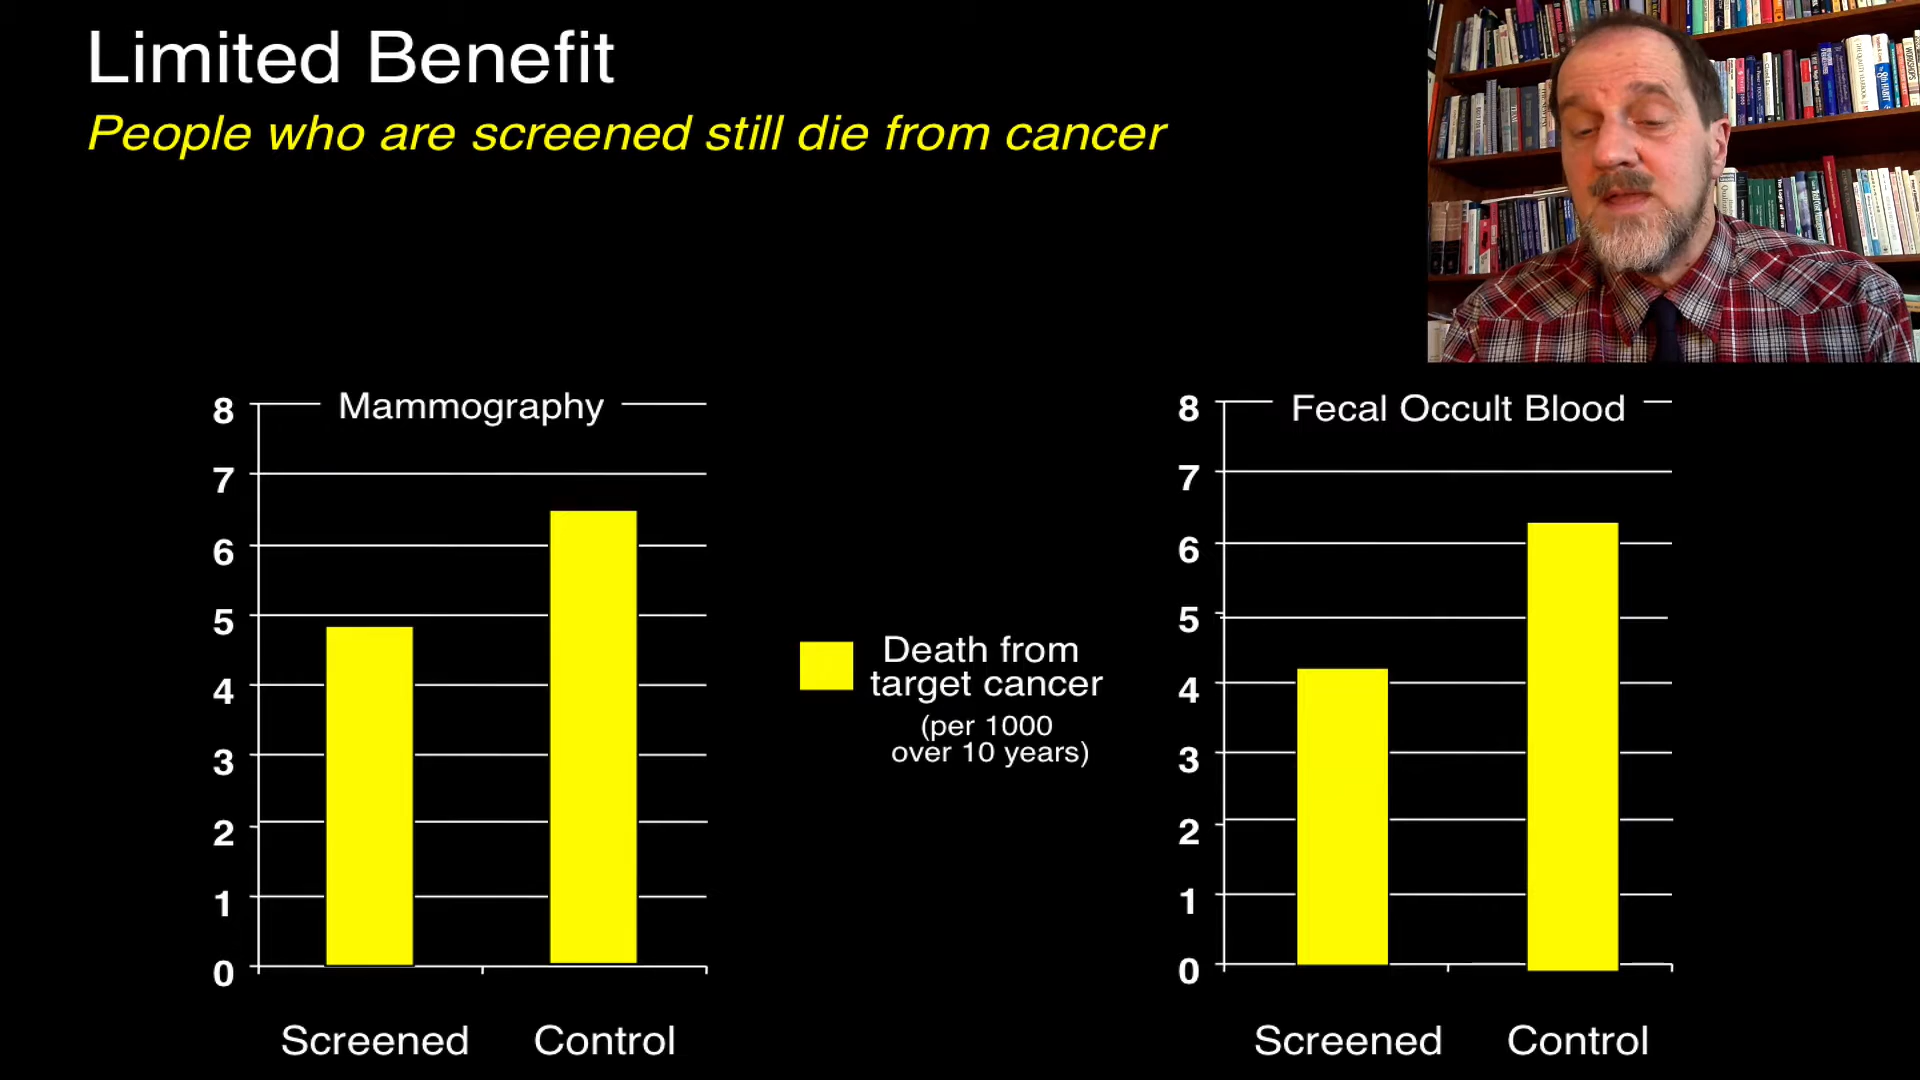 Limited Benefit
People who are screened still die from cancer
Mammography
8
7
6
5
4
3
2
1
0
Screened Control
Death from
target cancer
(per 1000
over 10 years)
Fecal Occult Blood
8
7
6
5
4
3
2
1
0
Screened Control
8th HABIT